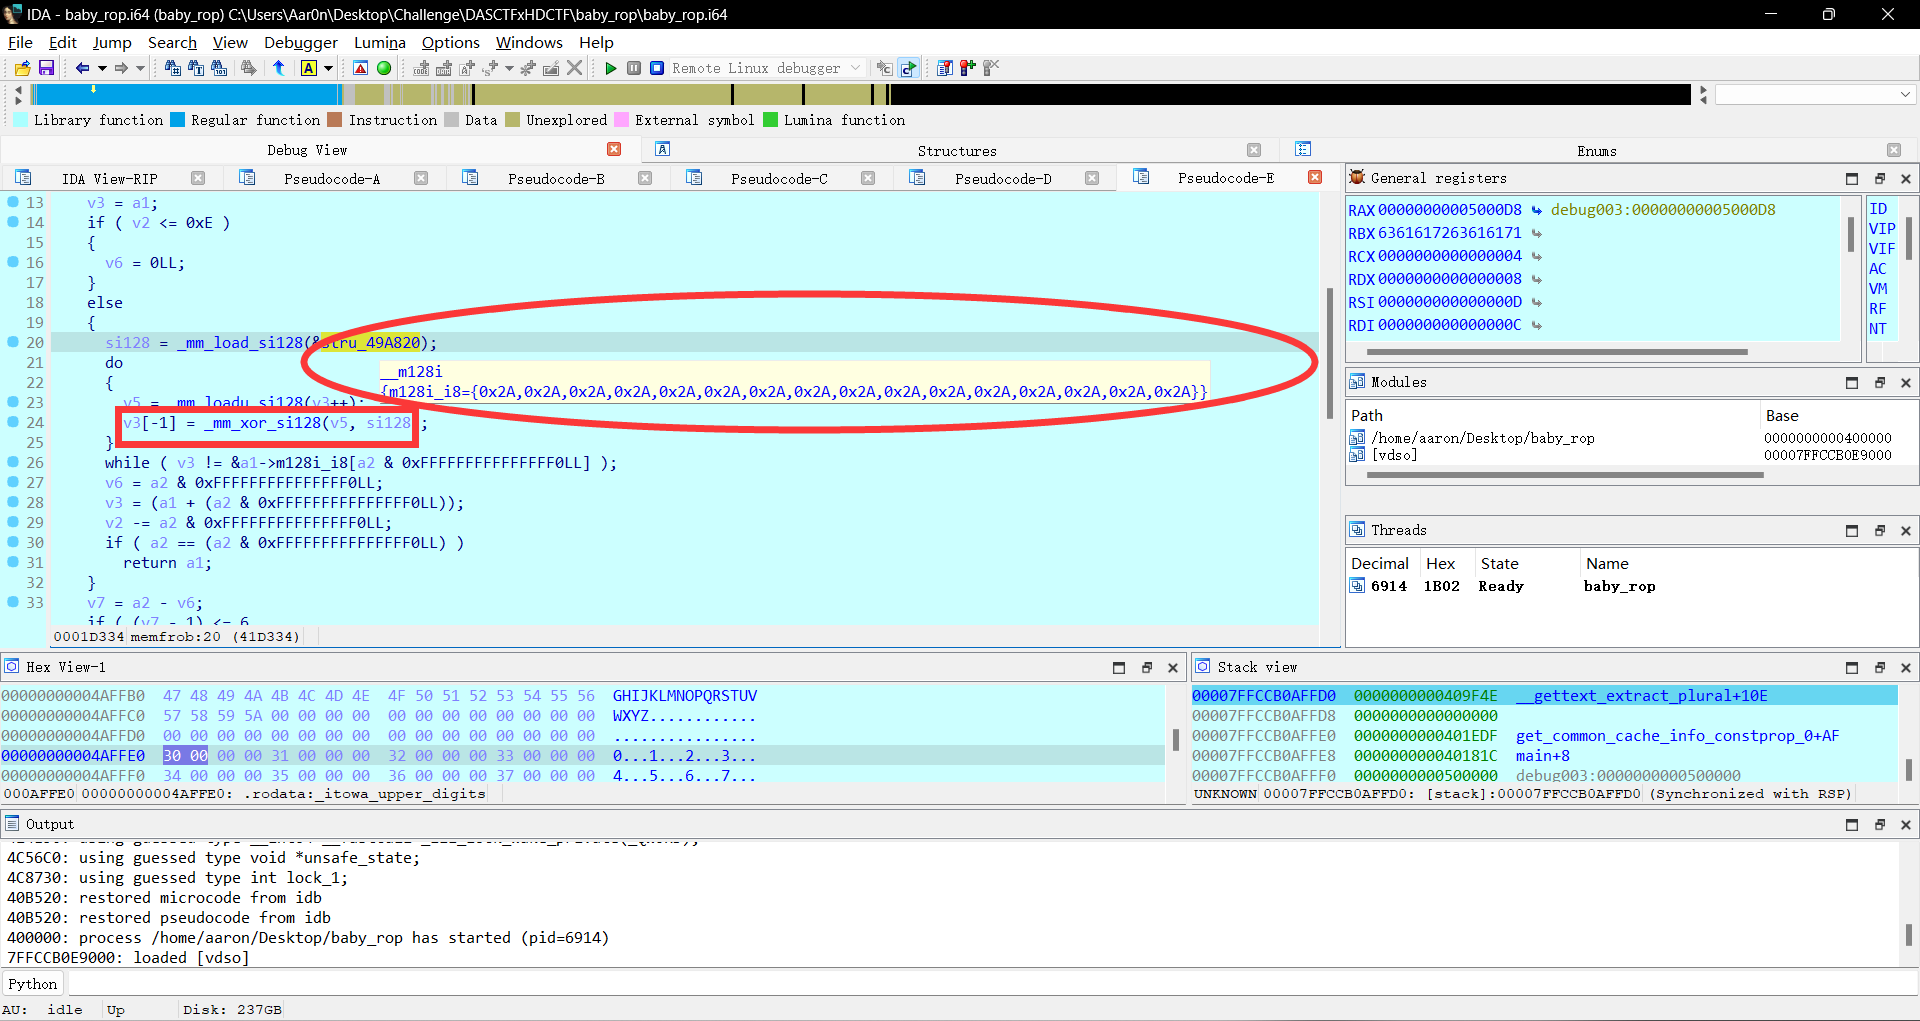 IDA - baby_rop.i64 (baby_rop) C:\Users\Aar0n\Desktop\Challenge\DASCTFxHDCTF\baby_rop\baby_rop.i64
File Edit Jump Search View Debugger Lumina Options Windows Help
Remote Linux debugger
Library function Regular function Instruction Data Unexplored External symbol Lumina function
Debug View Structures Enums
IDA View-RIP Pseudocode-A Pseudocode-B Pseudocode-C Pseudocode-D Pseudocode-E
13 v3 = a1;
14 if ( v2 <= 0xE )
15 {
16 v6 = 0LL;
17 }
18 else
19 {
20 si128 = _mm_load_si128(&stru_49A820);
21 do
__m128i
22 {
{m128i_i8={0x2A,0x2A,0x2A,0x2A,0x2A,0x2A,0x2A,0x2A,0x2A,0x2A,0x2A,0x2A,0x2A,0x2A,0x2A,0x2A}}
23 v5 = _mm_loadu_si128(v3++);
24 v3[-1] = _mm_xor_si128(v5, si128);
25 }
26 while ( v3 != &a1->m128i_i8[a2 & 0xFFFFFFFFFFFFFFF0LL] );
27 v6 = a2 & 0xFFFFFFFFFFFFFFF0LL;
28 v3 = (a1 + (a2 & 0xFFFFFFFFFFFFFFF0LL));
29 v2 -= a2 & 0xFFFFFFFFFFFFFFF0LL;
30 if ( a2 == (a2 & 0xFFFFFFFFFFFFFFF0LL) )
31 return a1;
32 }
33 v7 = a2 - v6;
if ( (v7 - 1) <= 6
0001D334 memfrob:20 (41D334)
General registers
RAX 00000000005000D8 debug003:00000000005000D8
RBX 6361617263616171
RCX 0000000000000004
RDX 0000000000000008
RSI 000000000000000D
RDI 000000000000000C
ID
VIP
VIF
AC
VM
RF
NT
Modules
Path Base
/home/aaron/Desktop/baby_rop 0000000000400000
[vdso] 00007FFCCB0E9000
Threads
Decimal Hex State Name
6914 1B02 Ready baby_rop
Hex View-1
00000000004AFFB0 47 48 49 4A 4B 4C 4D 4E 4F 50 51 52 53 54 55 56 GHIJKLMNOPQRSTUV
00000000004AFFC0 57 58 59 5A 00 00 00 00 00 00 00 00 00 00 00 00 WXYZ............
00000000004AFFD0 00 00 00 00 00 00 00 00 00 00 00 00 00 00 00 00 ................
00000000004AFFE0 30 00 00 00 31 00 00 00 32 00 00 00 33 00 00 00 0...1...2...3...
00000000004AFFF0 34 00 00 00 35 00 00 00 36 00 00 00 37 00 00 00 4...5...6...7...
000AFFE0 00000000004AFFE0: .rodata:_itowa_upper_digits
Stack view
00007FFCCB0AFFD0 0000000000409F4E __gettext_extract_plural+10E
00007FFCCB0AFFD8 0000000000000000
00007FFCCB0AFFE0 0000000000401EDF get_common_cache_info_constprop_0+AF
00007FFCCB0AFFE8 000000000040181C main+8
00007FFCCB0AFFF0 0000000000500000 debug003:0000000000500000
UNKNOWN 00007FFCCB0AFFD0: [stack]:00007FFCCB0AFFD0 (Synchronized with RSP)
Output
4C56C0: using guessed type void *unsafe_state;
4C8730: using guessed type int lock_1;
40B520: restored microcode from idb
40B520: restored pseudocode from idb
400000: process /home/aaron/Desktop/baby_rop has started (pid=6914)
7FFCCB0E9000: loaded [vdso]
Python
AU: idle Up Disk: 237GB